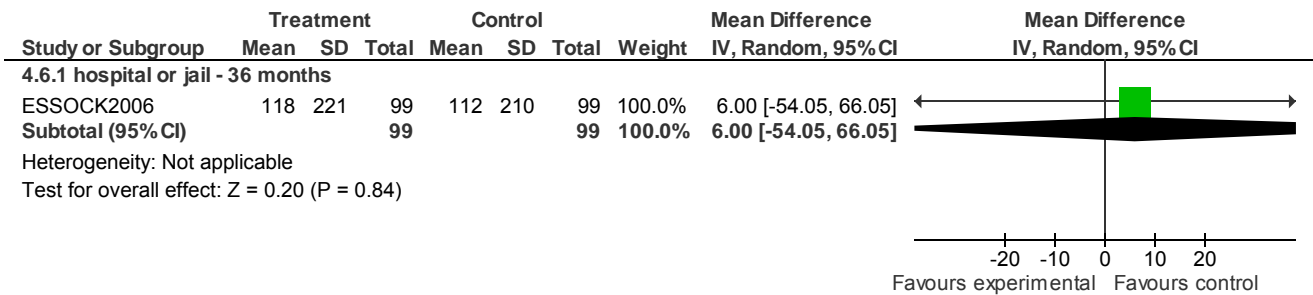 Treatment Control Mean Difference Mean Difference
Study or Subgroup Mean SD Total Mean SD Total Weight IV, Random, 95% CI IV, Random, 95% CI
4.6.1 hospital or jail - 36 months
ESSOCK2006 118 221 99 112 210 99 100.0% 6.00 [-54.05, 66.05]
Subtotal (95% CI) 99 99 100.0% 6.00 [-54.05, 66.05]
Heterogeneity: Not applicable
Test for overall effect: Z = 0.20 (P = 0.84)
-20 -10 0 10 20
Favours experimental Favours control